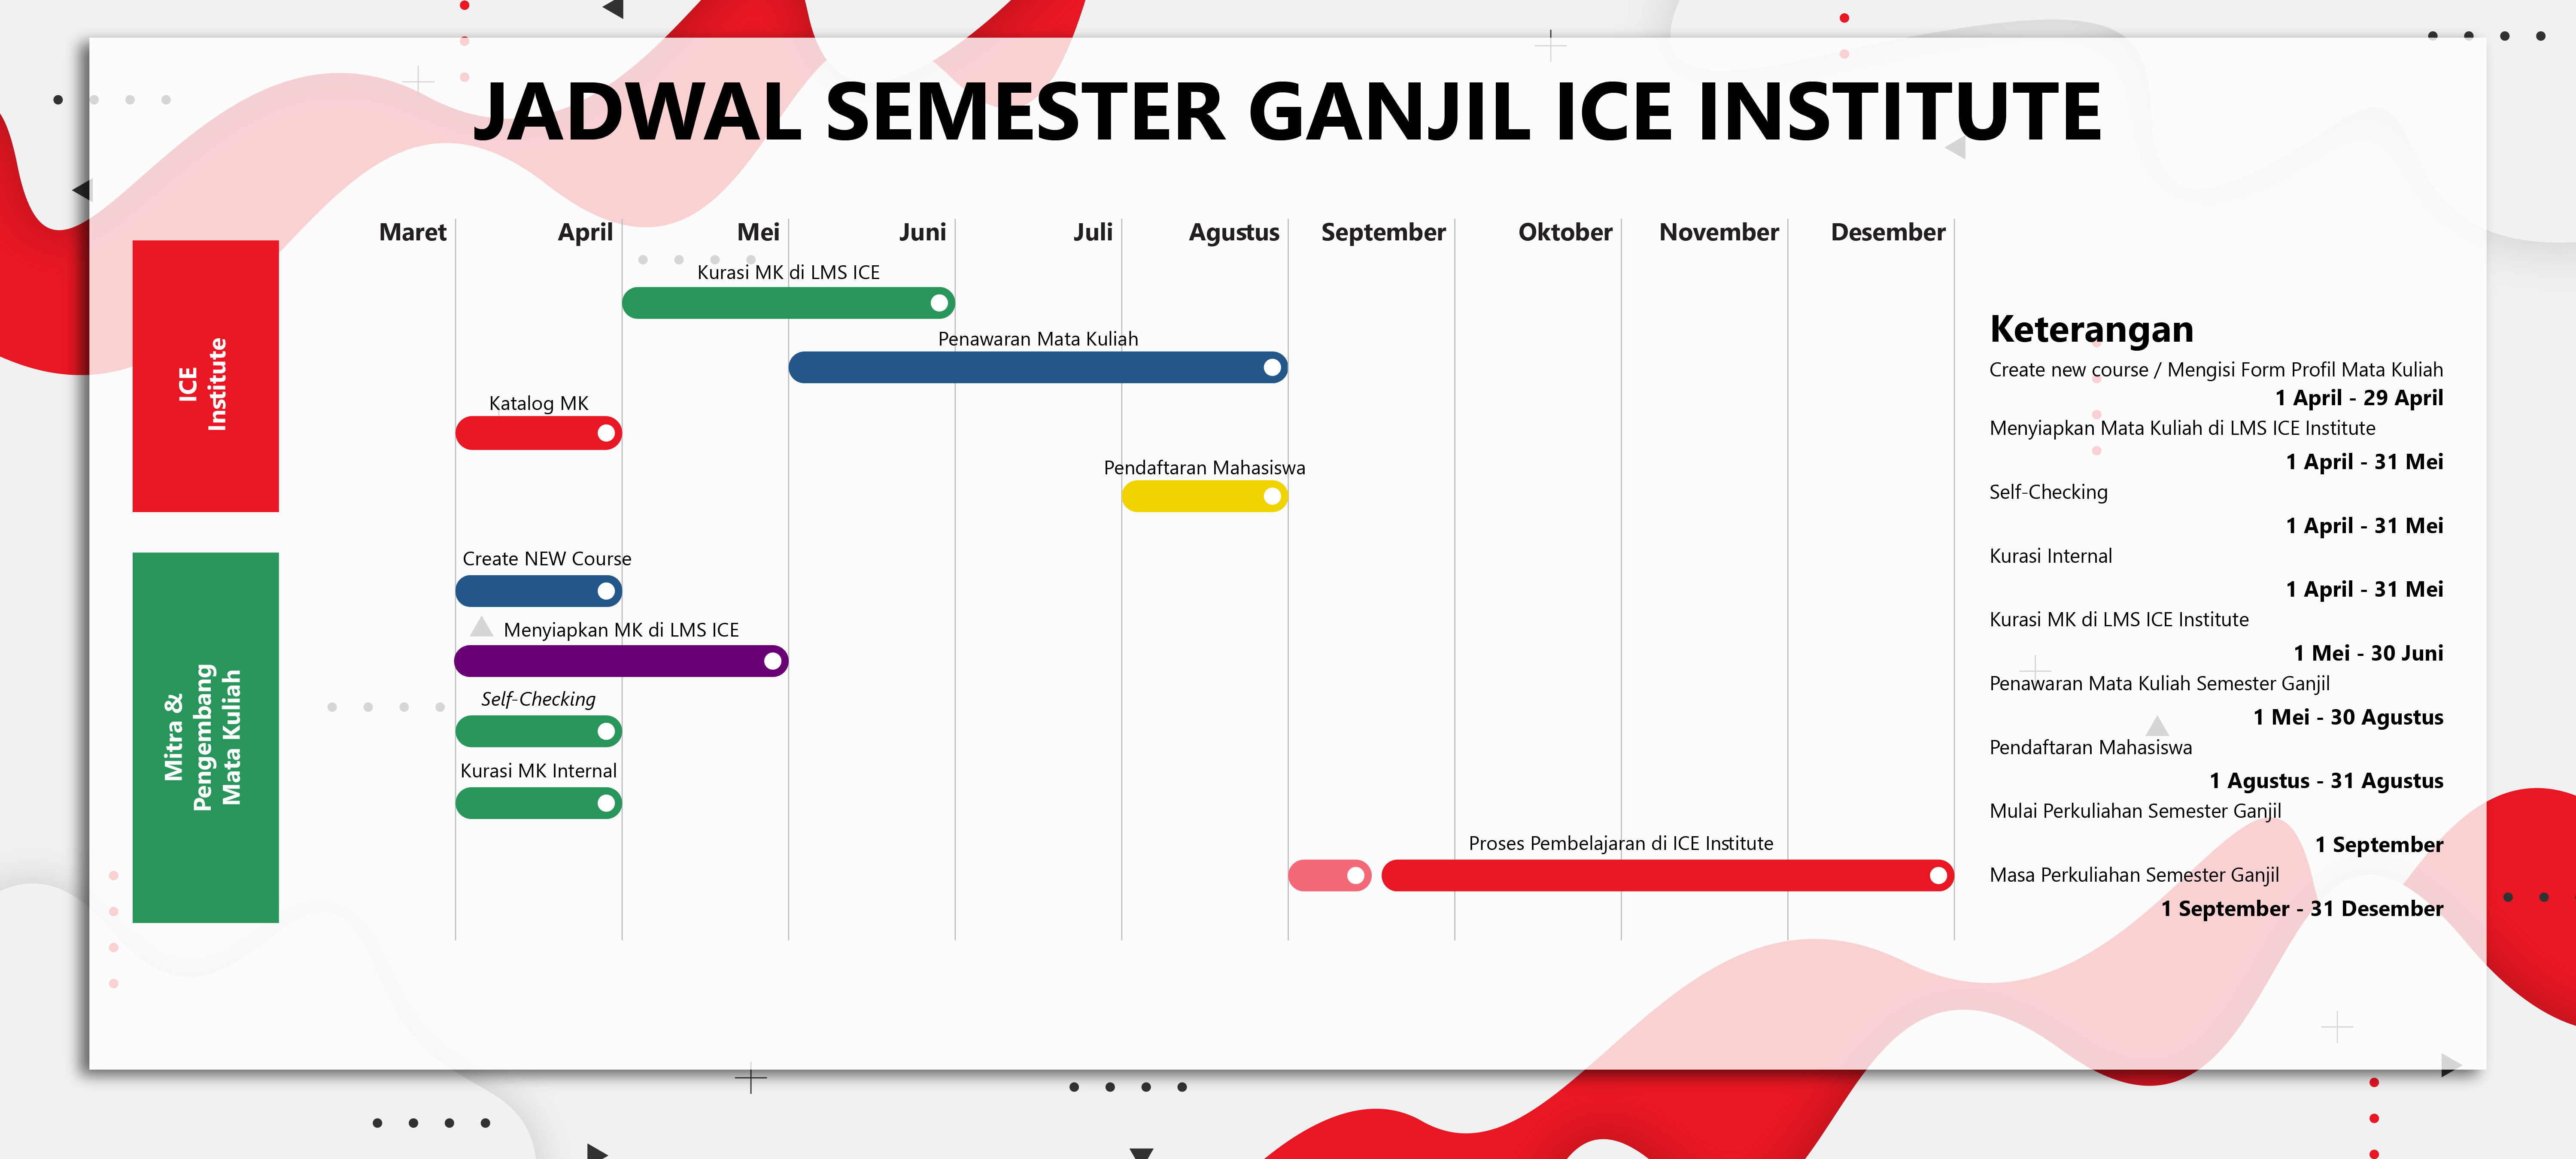 JADWAL SEMESTER GANJIL ICE INSTITUTE
Maret April Mei Juni Juli Agustus September Oktober November Desember
ICE
Institute
Kurasi MK di LMS ICE
Penawaran Mata Kuliah
Katalog MK
Pendaftaran Mahasiswa
Mitra &
Pengembang
Mata Kuliah
Create NEW Course
Menyiapkan MK di LMS ICE
Self-Checking
Kurasi MK Internal
Proses Pembelajaran di ICE Institute
Keterangan
Create new course / Mengisi Form Profil Mata Kuliah
1 April - 29 April
Menyiapkan Mata Kuliah di LMS ICE Institute
1 April - 31 Mei
Self-Checking
1 April - 31 Mei
Kurasi Internal
1 April - 31 Mei
Kurasi MK di LMS ICE Institute
1 Mei - 30 Juni
Penawaran Mata Kuliah Semester Ganjil
1 Mei - 30 Agustus
Pendaftaran Mahasiswa
1 Agustus - 31 Agustus
Mulai Perkuliahan Semester Ganjil
1 September
Masa Perkuliahan Semester Ganjil
1 September - 31 Desember